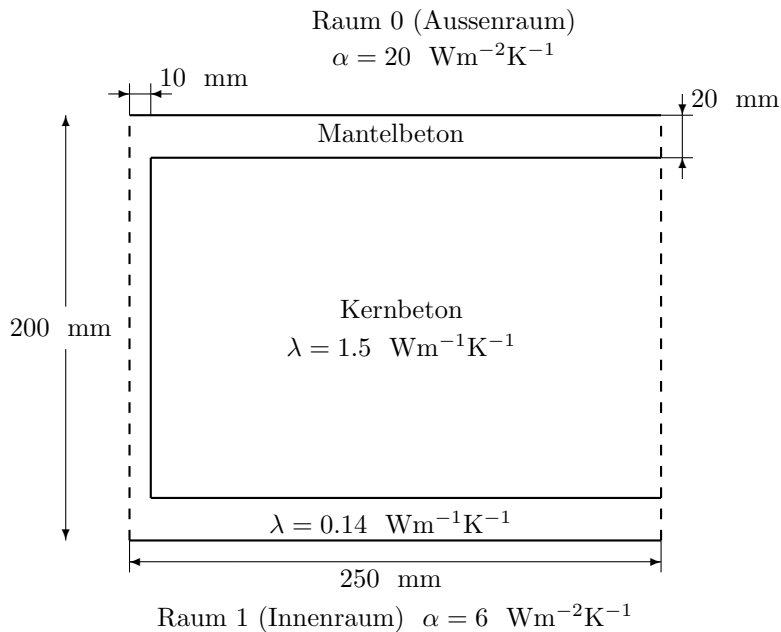 Raum 0 (Aussenraum)
α = 20 Wm⁻²K⁻¹
10 mm
20 mm
Mantelbeton
Kernbeton
λ = 1.5 Wm⁻¹K⁻¹
200 mm
λ = 0.14 Wm⁻¹K⁻¹
250 mm
Raum 1 (Innenraum) α = 6 Wm⁻²K⁻¹